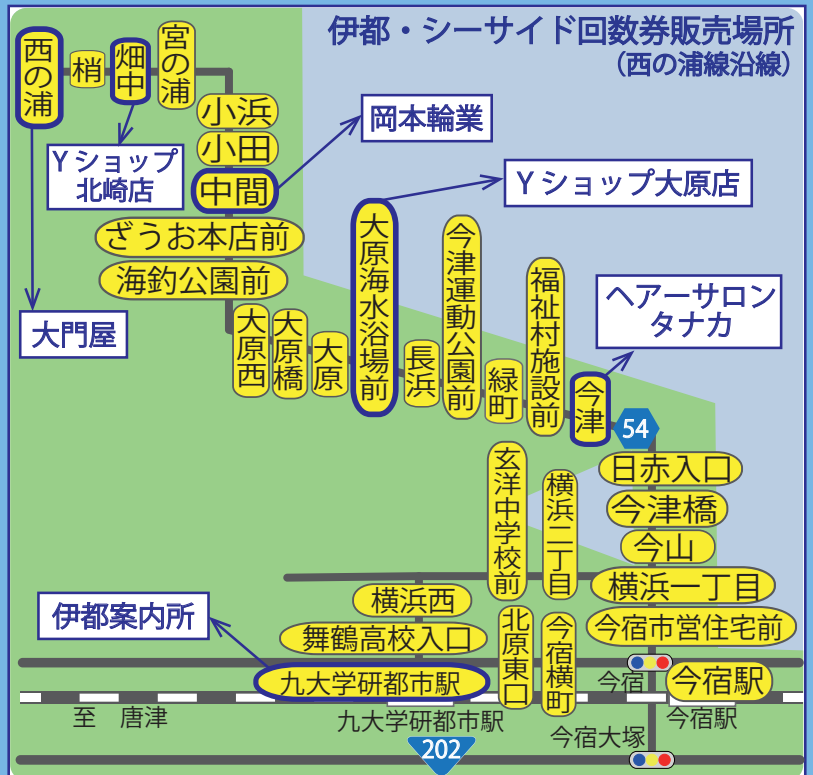 伊都・シーサイド回数券販売場所
（西の浦線沿線）
西の浦
梢
畑中
宮の浦
小浜
小田
中間
岡本輪業
Ｙショップ
北崎店
Ｙショップ大原店
ざうお本店前
海釣公園前
大門屋
大原西
大原橋
大原
大原海水浴場前
長浜
今津運動公園前
緑町
福祉村施設前
今津
ヘアーサロン
タナカ
54
日赤入口
今津橋
今山
横浜一丁目
今宿市営住宅前
玄洋中学校前
横浜二丁目
横浜西
舞鶴高校入口
伊都案内所
九大学研都市駅
北原東口
今宿横町
今宿
今宿駅
至　唐津
九大学研都市駅
今宿駅
今宿大塚
202